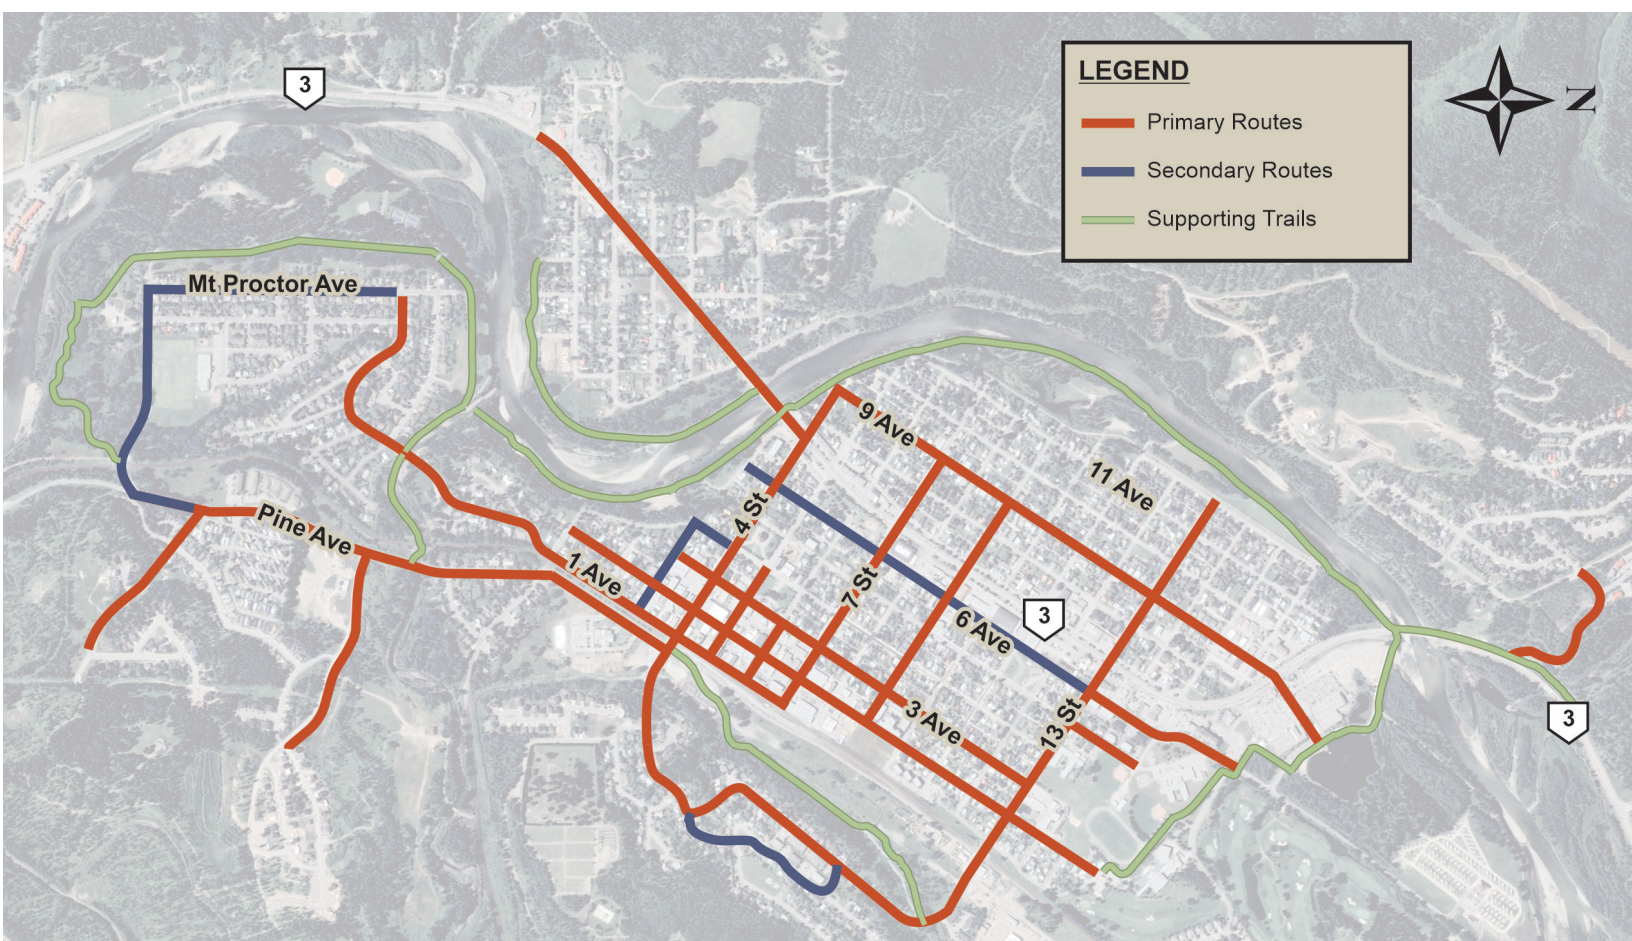 3
LEGEND
Primary Routes
Secondary Routes
Supporting Trails
N
Mt Proctor Ave
9 Ave
11 Ave
4 St
Pine Ave
1 Ave
7 St
6 Ave
3
3 Ave
13 St
3